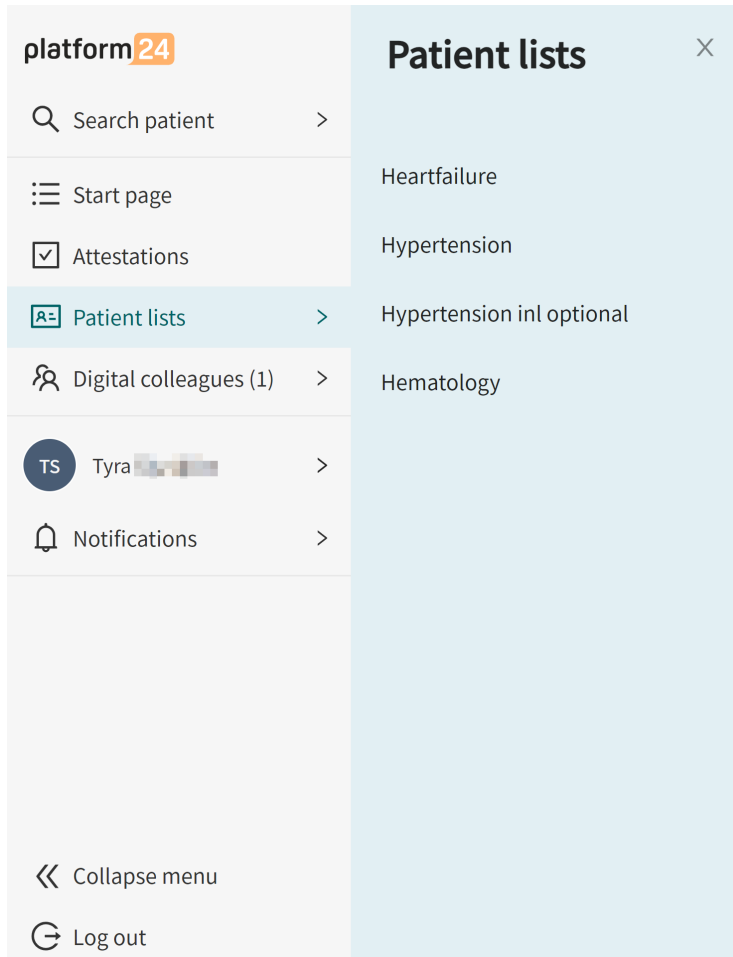 platform24
Search patient
Start page
Attestations
Patient lists
Digital colleagues (1)
TS
Tyra
Notifications
Collapse menu
Log out
Patient lists
X
Heartfailure
Hypertension
Hypertension inl optional
Hematology